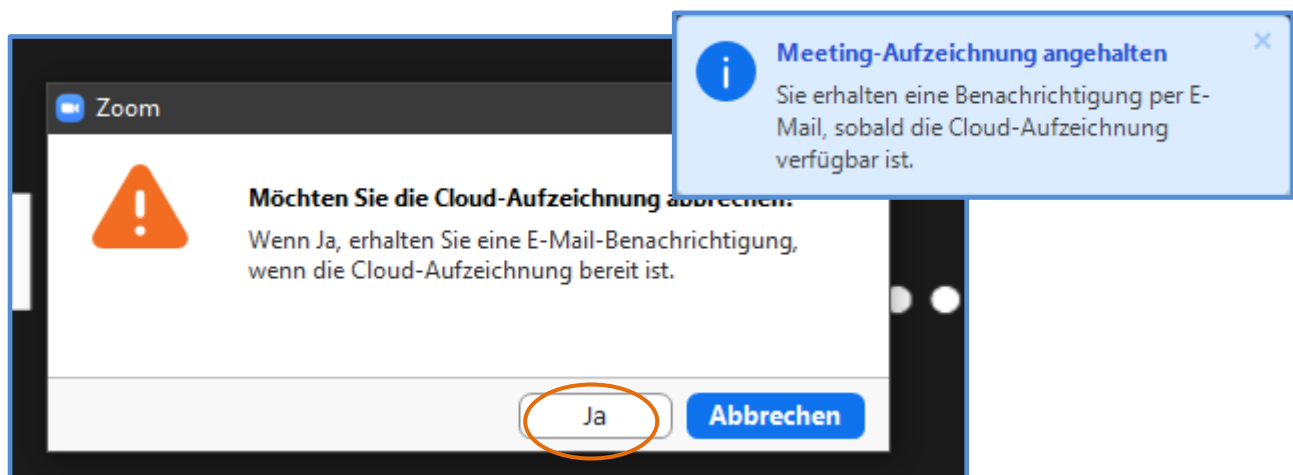 Meeting-Aufzeichnung angehalten
Sie erhalten eine Benachrichtigung per E-
Mail, sobald die Cloud-Aufzeichnung
verfügbar ist.
Zoom
Möchten Sie die Cloud-Aufzeichnung abbrechen?
Wenn Ja, erhalten Sie eine E-Mail-Benachrichtigung,
wenn die Cloud-Aufzeichnung bereit ist.
Ja
Abbrechen